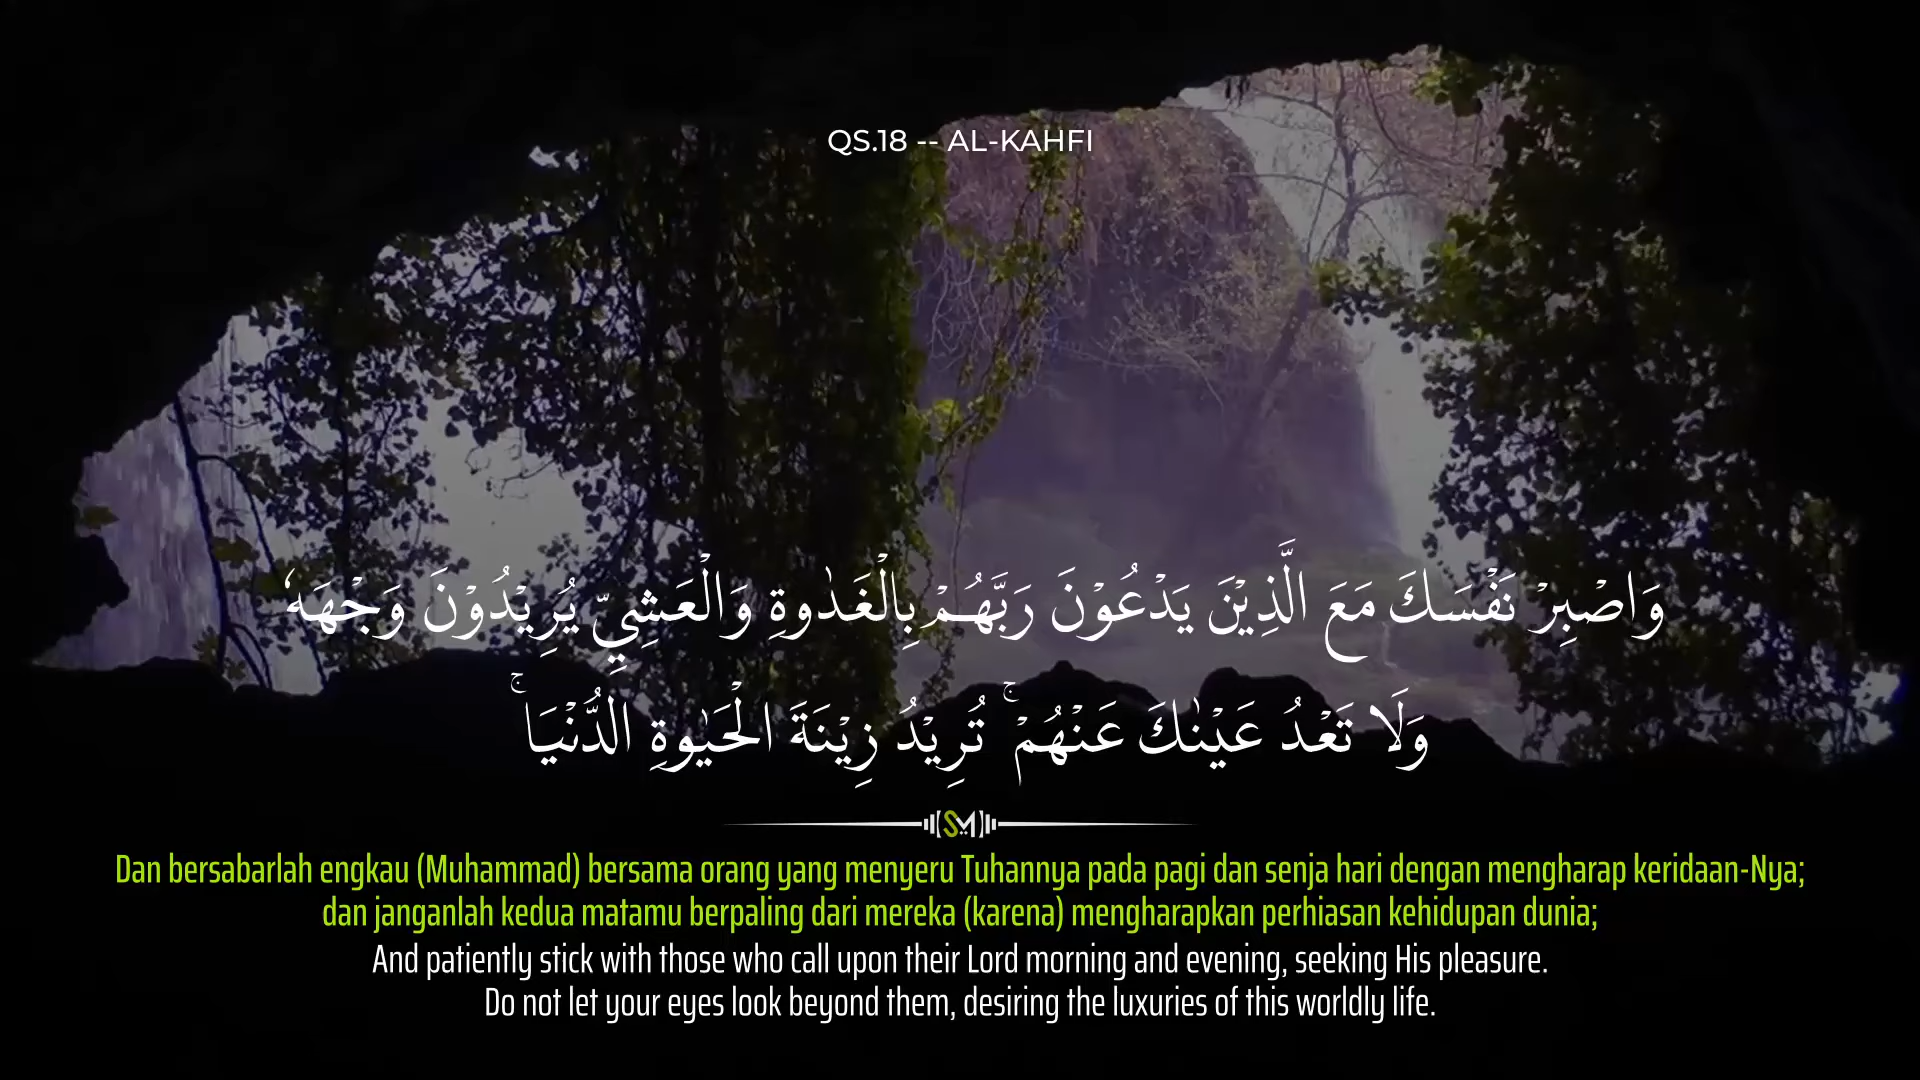 QS.18 -- AL-KAHFI
وَاصْبِرْ نَفْسَكَ مَعَ الَّذِيْنَ يَدْعُوْنَ رَبَّهُمْ بِالْغَدٰوةِ وَالْعَشِيِّ يُرِيْدُوْنَ وَجْهَهٗ
وَلَا تَعْدُ عَيْنٰكَ عَنْهُمْۚ تُرِيْدُ زِيْنَةَ الْحَيٰوةِ الدُّنْيَاۚ
SM
Dan bersabarlah engkau (Muhammad) bersama orang yang menyeru Tuhannya pada pagi dan senja hari dengan mengharap keridaan-Nya;
dan janganlah kedua matamu berpaling dari mereka (karena) mengharapkan perhiasan kehidupan dunia;
And patiently stick with those who call upon their Lord morning and evening, seeking His pleasure.
Do not let your eyes look beyond them, desiring the luxuries of this worldly life.